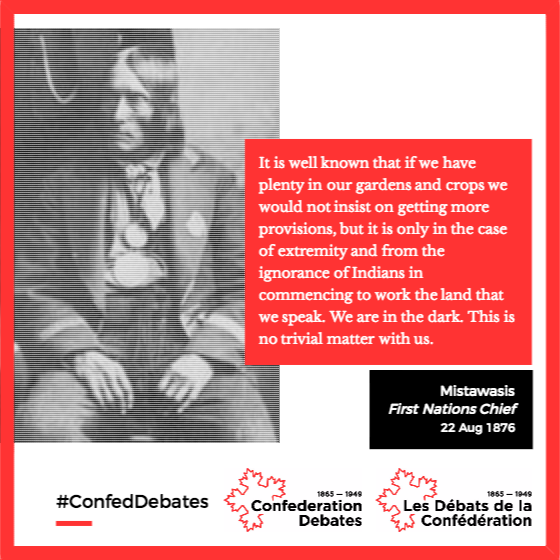 It is well known that if we have
plenty in our gardens and crops we
would not insist on getting more
provisions, but it is only in the case
of extremity and from the
ignorance of Indians in
commencing to work the land that
we speak. We are in the dark. This is
no trivial matter with us.
Mistawasis
First Nations Chief
22 Aug 1876
#ConfedDebates
1865 — 1949
Confederation
Debates
1865 — 1949
Les Débats de la
Confédération